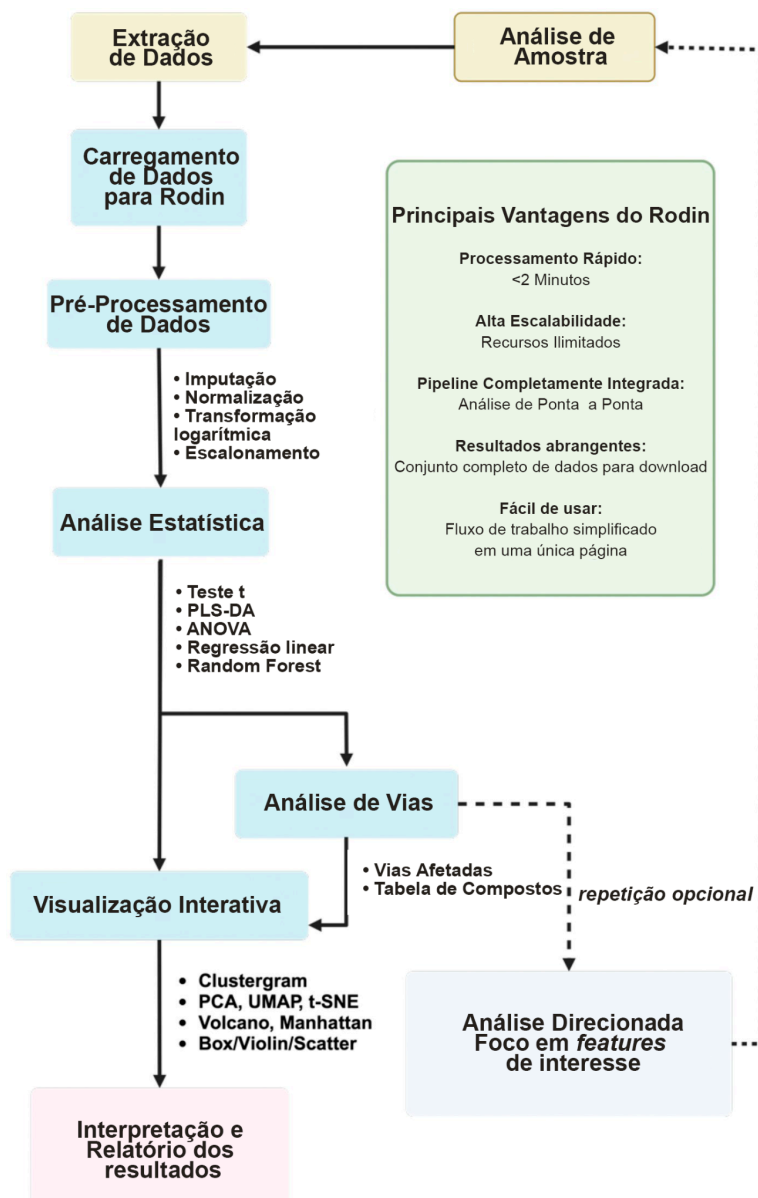 Extração
de Dados
Análise de
Amostra
Carregamento
de Dados
para Rodin
Principais Vantagens do Rodin
Processamento Rápido:
<2 Minutos
Alta Escalabilidade:
Recursos Ilimitados
Pipeline Completamente Integrada:
Análise de Ponta a Ponta
Resultados abrangentes:
Conjunto completo de dados para download
Fácil de usar:
Fluxo de trabalho simplificado
em uma única página
Pré-Processamento
de Dados
• Imputação
• Normalização
• Transformação
logarítmica
• Escalonamento
Análise Estatística
• Teste t
• PLS-DA
• ANOVA
• Regressão linear
• Random Forest
Análise de Vias
• Vias Afetadas
• Tabela de Compostos
repetição opcional
Visualização Interativa
• Clustergram
• PCA, UMAP, t-SNE
• Volcano, Manhattan
• Box/Violin/Scatter
Análise Direcionada
Foco em features
de interesse
Interpretação e
Relatório dos
resultados